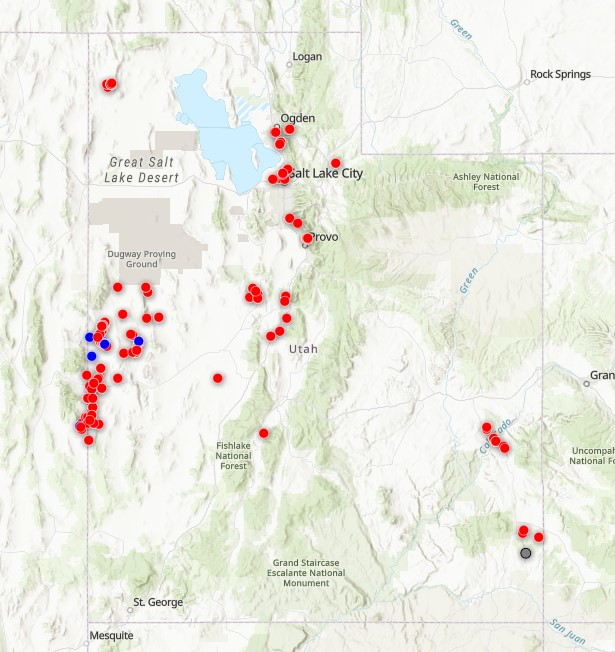 Green
Logan
Rock Springs
Ogden
Great Salt
Lake Desert
Salt Lake City
Ashley National
Forest
Provo
Dugway Proving
Ground
Green
Utah
Gran
Colorado
Fishlake
National
Forest
Uncompah
National Fo
Grand Staircase
Escalante National
Monument
St. George
Mesquite
San Juan